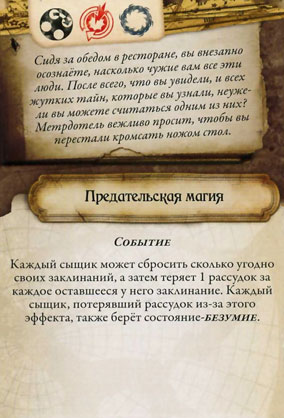 Сидя за обедом в ресторане, вы внезапно
осознаёте, насколько чужие вам все эти
люди. После всего, что вы увидели, и всех
жутких тайн, которые вы узнали, неуже-
ли вы можете считаться одним из них?
Метрдотель вежливо просит, чтобы вы
перестали кромсать ножом стол.
Предательская магия
Событие
Каждый сыщик может сбросить сколько угодно
своих заклинаний, а затем теряет 1 рассудок за
каждое оставшееся у него заклинание. Каждый
сыщик, потерявший рассудок из-за этого
эффекта, также берёт состояние-БЕЗУМИЕ.